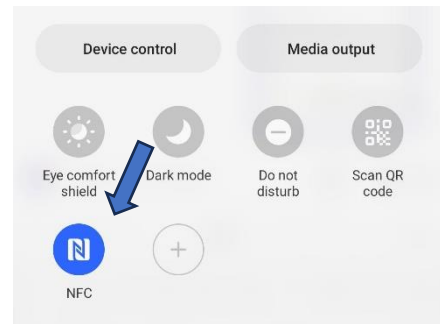 Device control
Media output
Eye comfort
shield
Dark mode
Do not
disturb
Scan QR
code
NFC